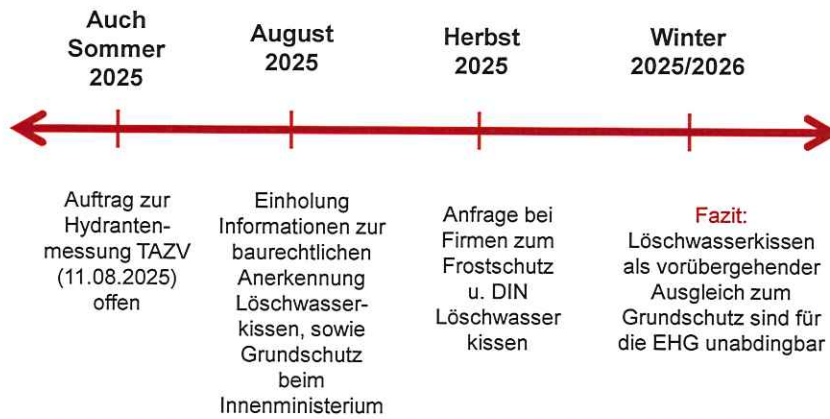 Auch
Sommer
2025
August
2025
Herbst
2025
Winter
2025/2026
Auftrag zur
Hydranten-
messung TAZV
(11.08.2025)
offen
Einholung
Informationen zur
baurechtlichen
Anerkennung
Löschwasser-
kissen, sowie
Grundschutz
beim
Innenministerium
Anfrage bei
Firmen zum
Frostschutz
u. DIN
Löschwasser
kissen
Fazit:
Löschwasserkissen
als vorübergehender
Ausgleich zum
Grundschutz sind für
die EHG unabdingbar